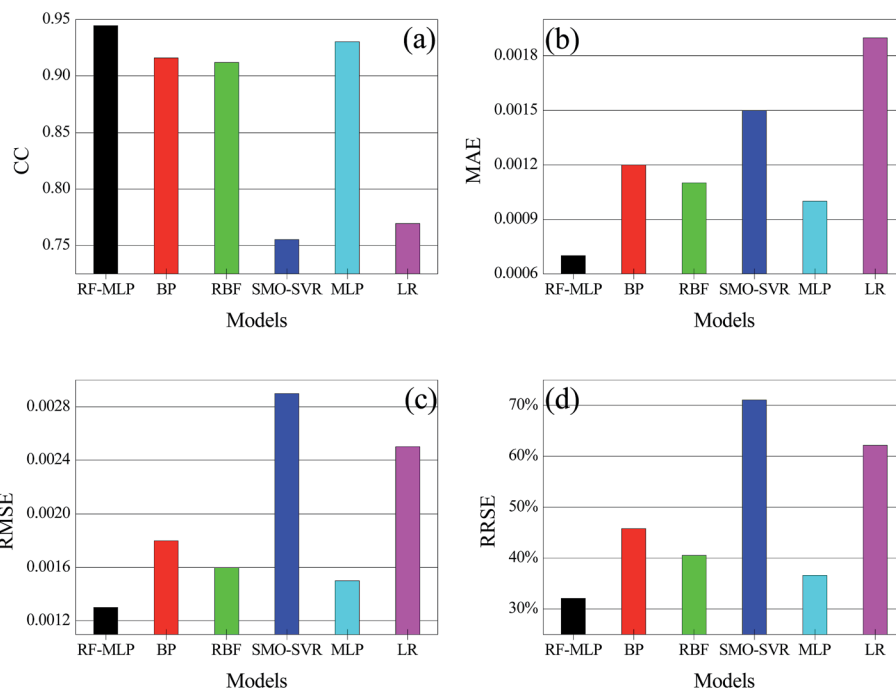 (a)
0.95
0.90
0.85
0.80
0.75
CC
RF-MLP BP RBF SMO-SVR MLP LR
Models
(b)
0.0018
0.0015
0.0012
0.0009
0.0006
MAE
RF-MLP BP RBF SMO-SVR MLP LR
Models
(c)
0.0028
0.0024
0.0020
0.0016
0.0012
RMSE
RF-MLP BP RBF SMO-SVR MLP LR
Models
(d)
70%
60%
50%
40%
30%
RRSE
RF-MLP BP RBF SMO-SVR MLP LR
Models